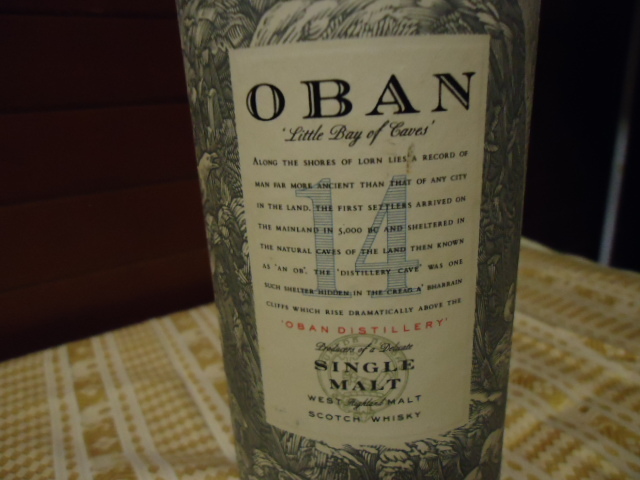 OBAN
'Little Bay of Caves'
ALONG THE SHORES OF LORN LIES A RECORD OF
MAN FAR MORE ANCIENT THAN THAT OF ANY CITY
IN THE LAND. THE FIRST SETTLERS ARRIVED ON
THE MAINLAND IN 5,000 BC AND SHELTERED IN
THE NATURAL CAVES OF THE LAND THEN KNOWN
AS 'AN OB'. THE 'DISTILLERY CAVE' WAS ONE
SUCH SHELTER HIDDEN IN THE CREAG A' BHARRAIN
CLIFFS WHICH RISE DRAMATICALLY ABOVE THE
14
'OBAN DISTILLERY'
Producers of a Delicate
SINGLE
MALT
WEST Highland MALT
SCOTCH WHISKY